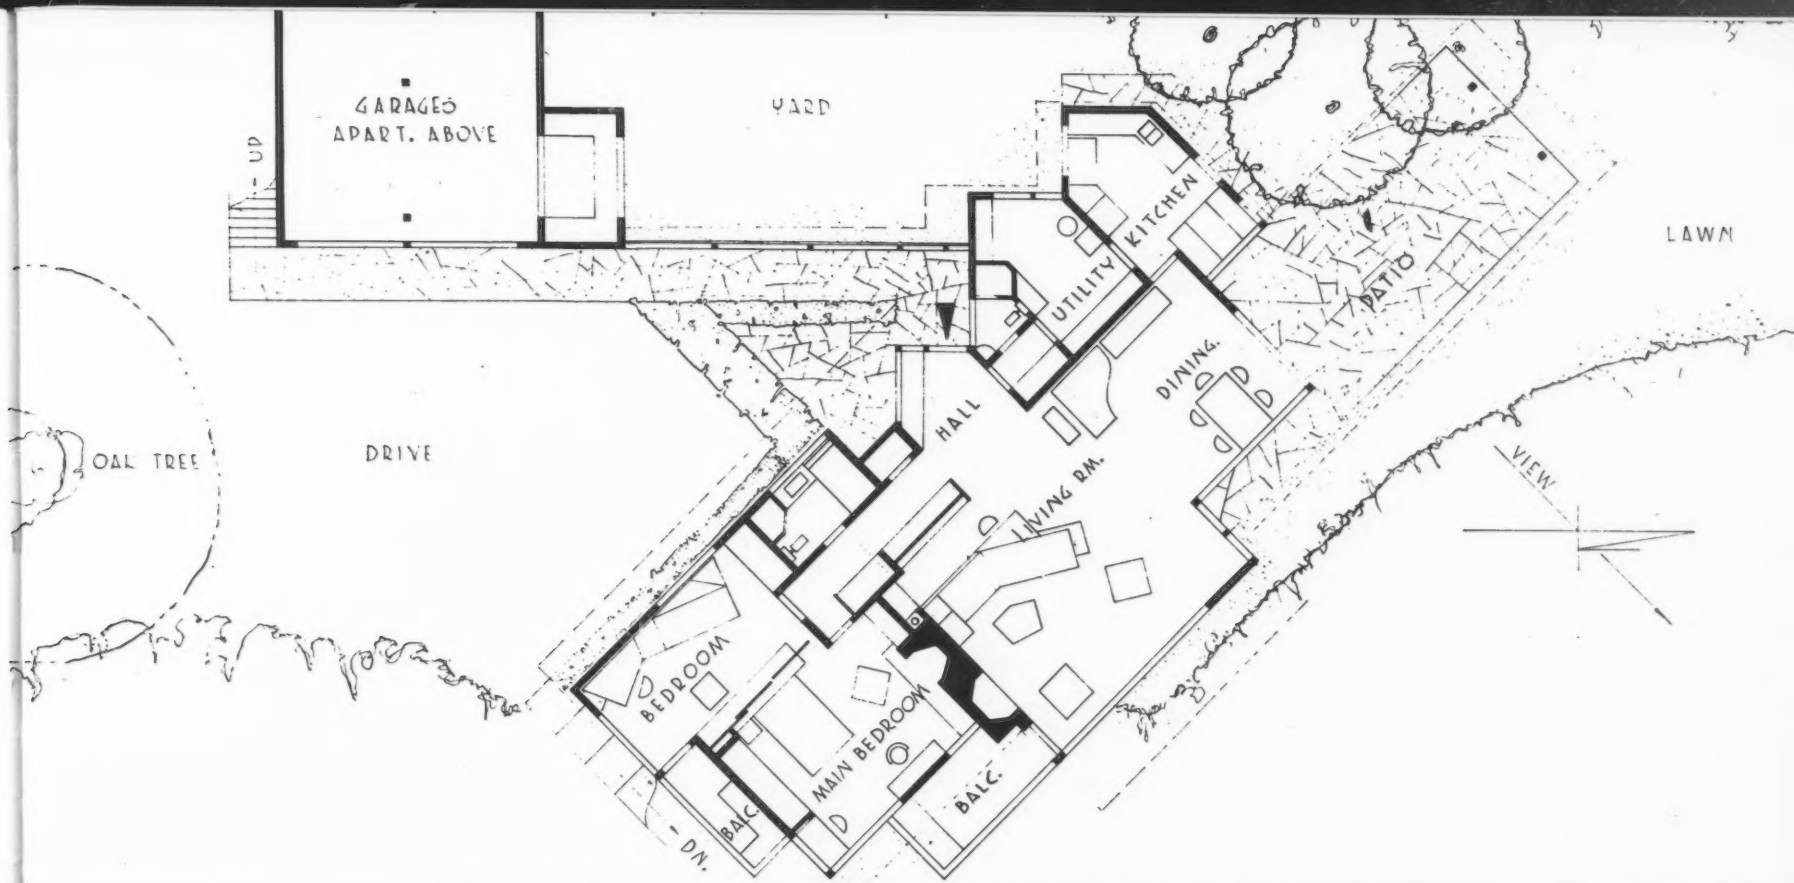 GARAGES
APART. ABOVE
YARD
UP
KITCHEN
UTILITY
PATIO
LAWN
DINING.
HALL
LIVING RM.
OAK TREE
DRIVE
VIEW
BEDROOM
MAIN BEDROOM
BALC.
BALC.
DN.